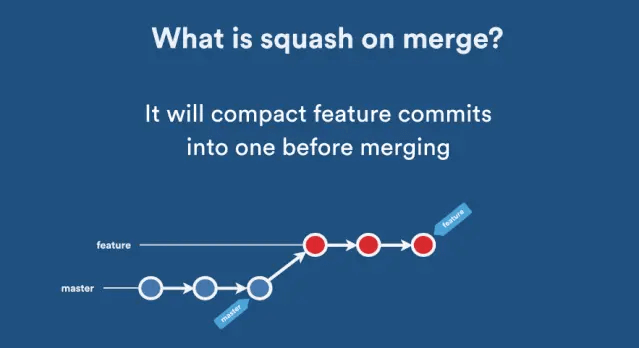 What is squash on merge?
It will compact feature commits
into one before merging
feature
feature
master
master